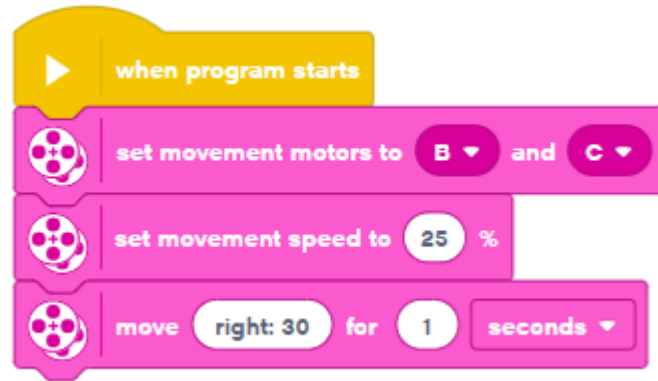 when program starts
set movement motors to B and C
set movement speed to 25 %
move right: 30 for 1 seconds